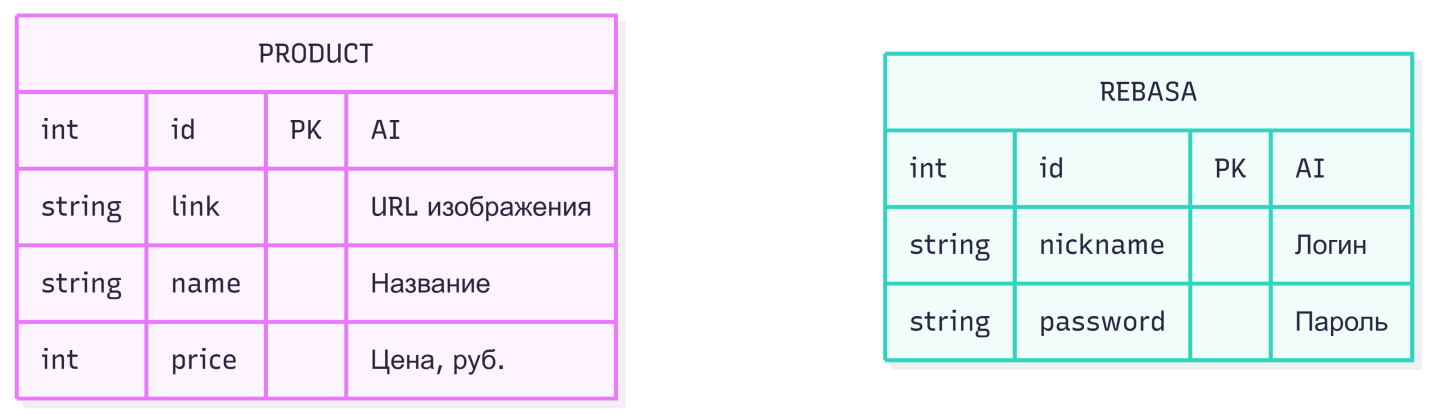 PRODUCT
int id PK AI
string link URL изображения
string name Название
int price Цена, руб.
REBASA
int id PK AI
string nickname Логин
string password Пароль